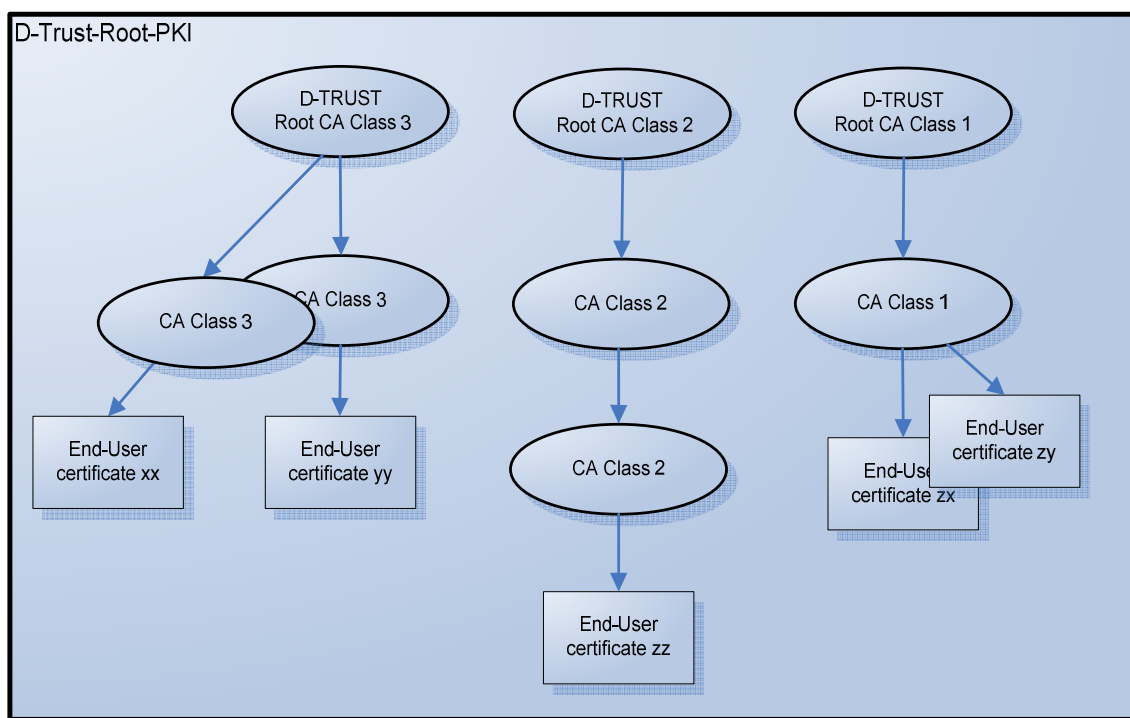 D-Trust-Root-PKI
D-TRUST
Root CA Class 3
D-TRUST
Root CA Class 2
D-TRUST
Root CA Class 1
CA Class 3
CA Class 3
CA Class 2
CA Class 1
End-User
certificate xx
End-User
certificate yy
CA Class 2
End-User
certificate zx
End-User
certificate zy
End-User
certificate zz